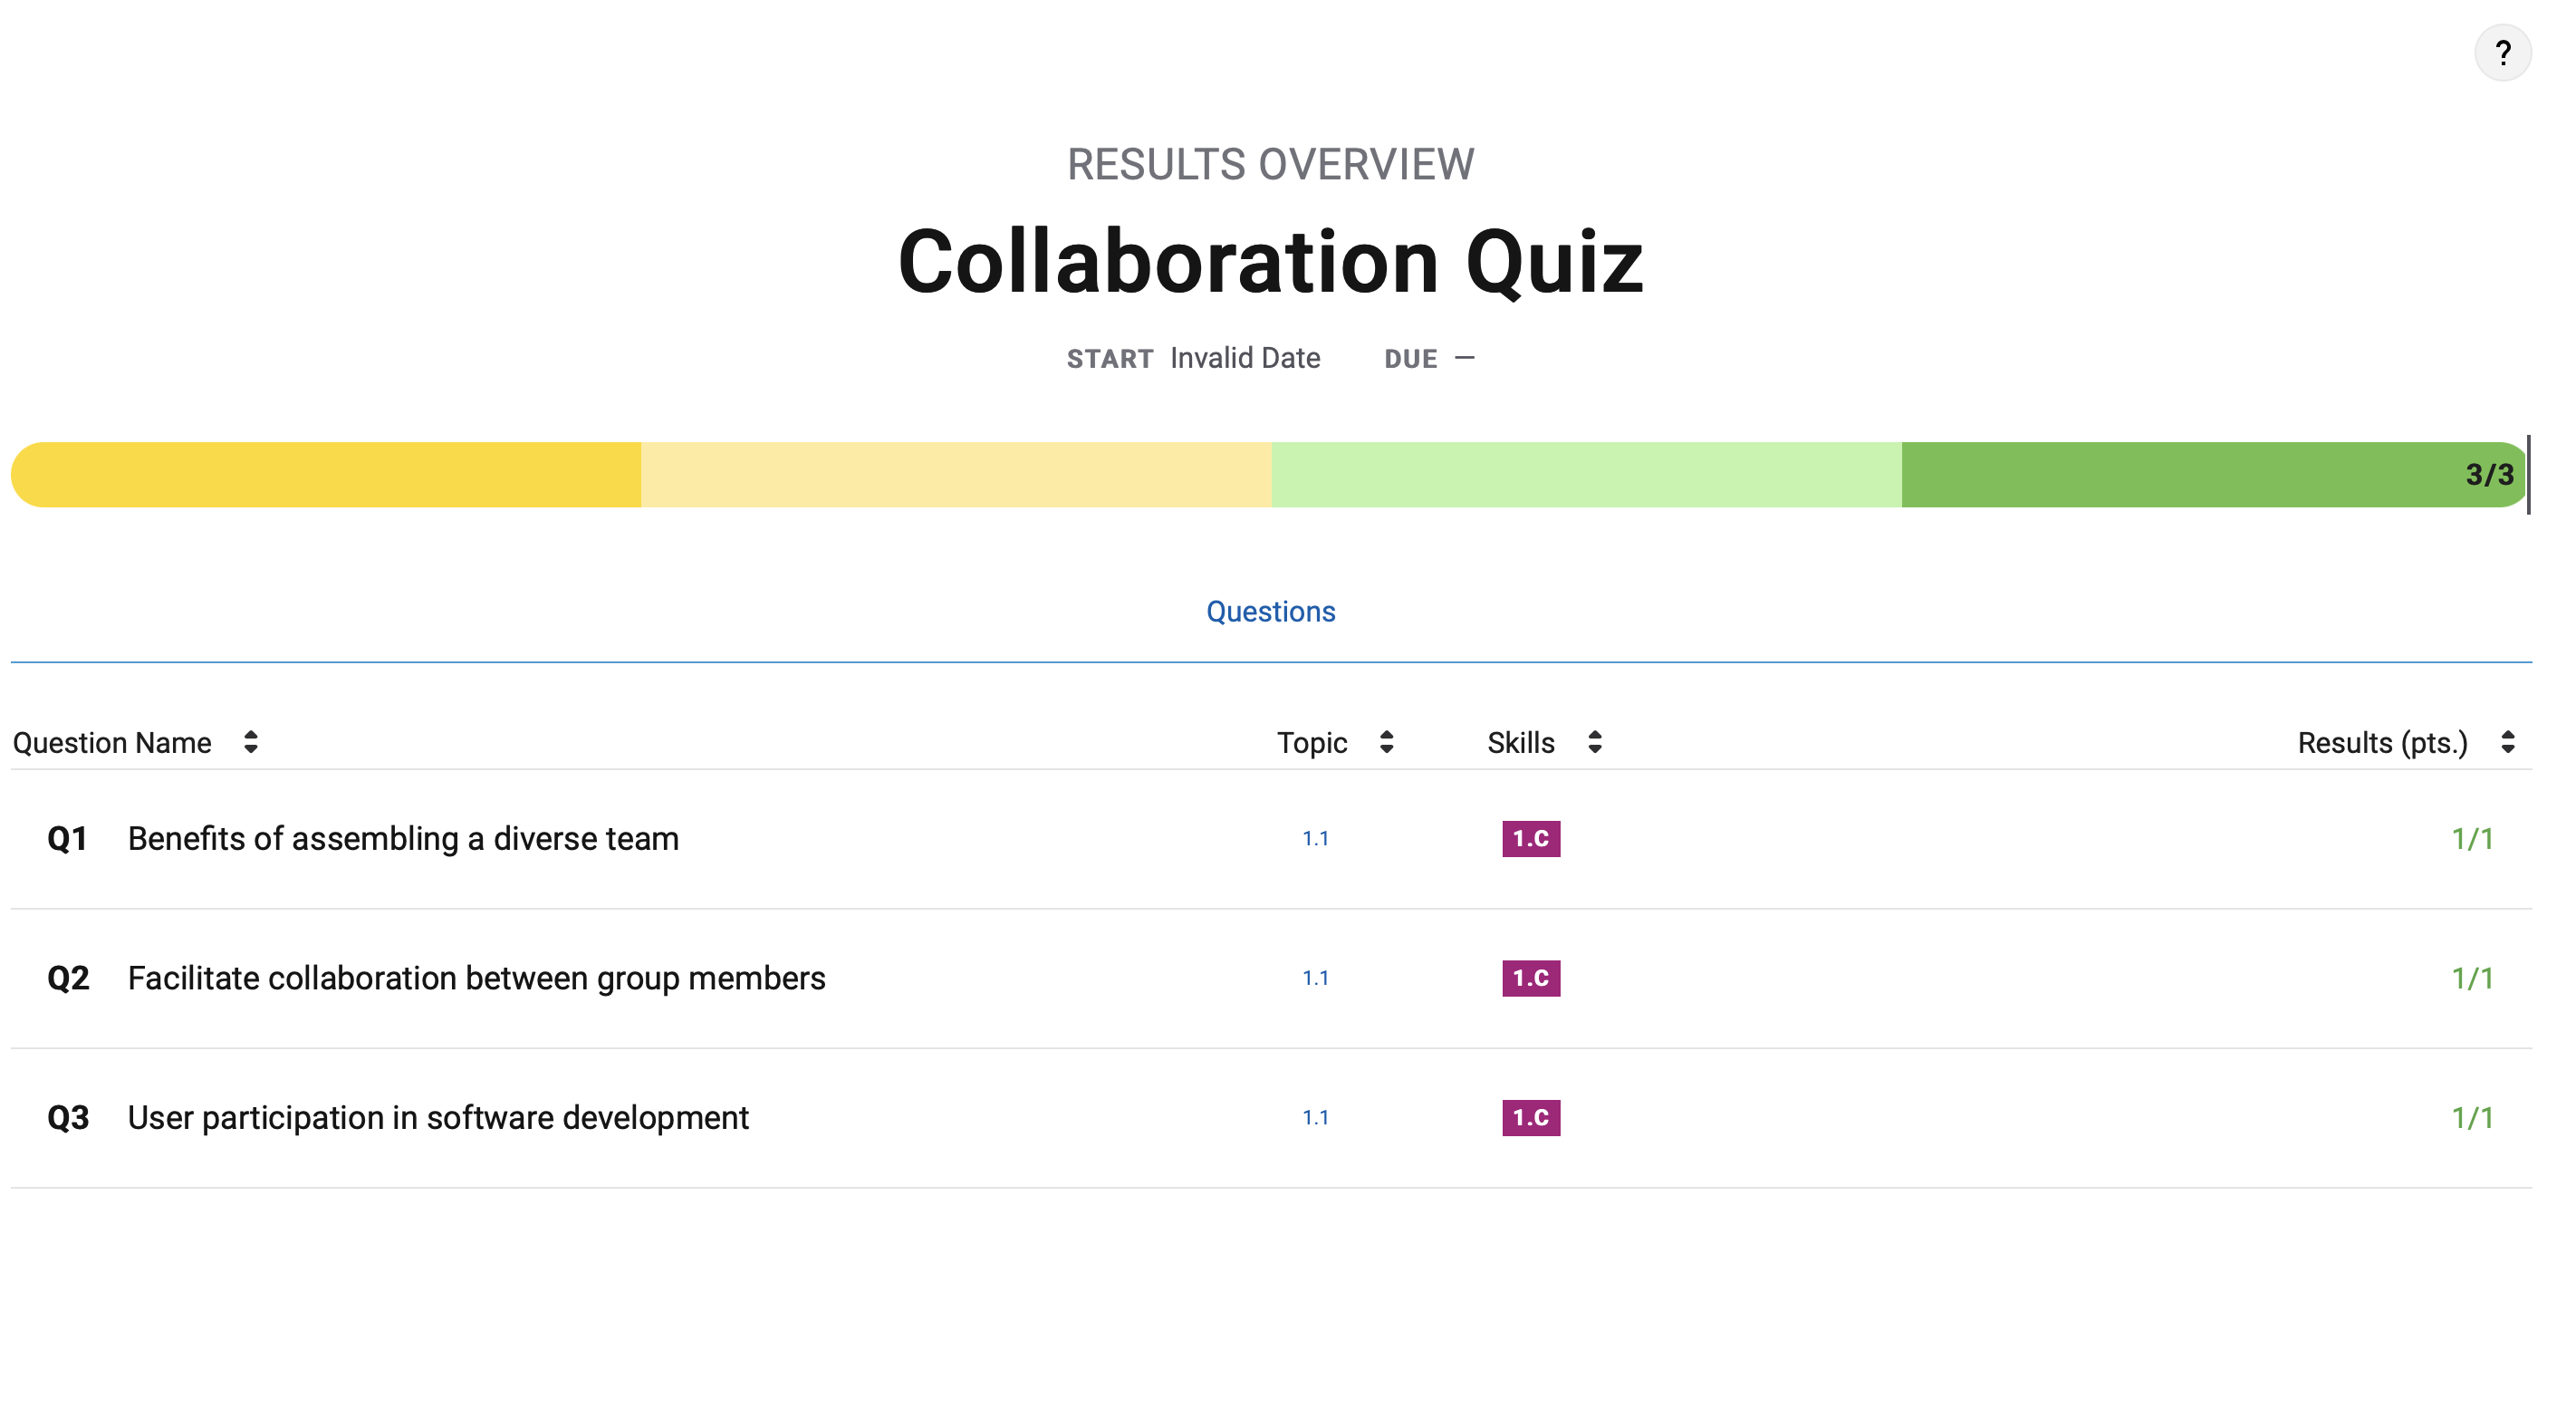 ?
RESULTS OVERVIEW
Collaboration Quiz
START Invalid Date DUE —
3/3
Questions
Question Name Topic Skills Results (pts.)
Q1 Benefits of assembling a diverse team 1.1 1.C 1/1
Q2 Facilitate collaboration between group members 1.1 1.C 1/1
Q3 User participation in software development 1.1 1.C 1/1